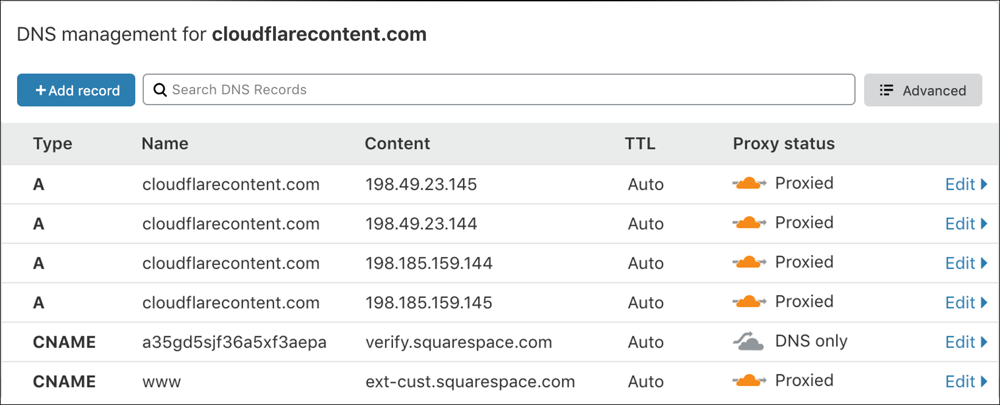 DNS management for cloudflarecontent.com
+ Add record Search DNS Records Advanced
Type Name Content TTL Proxy status
A cloudflarecontent.com 198.49.23.145 Auto Proxied Edit
A cloudflarecontent.com 198.49.23.144 Auto Proxied Edit
A cloudflarecontent.com 198.185.159.144 Auto Proxied Edit
A cloudflarecontent.com 198.185.159.145 Auto Proxied Edit
CNAME a35gd5sjf36a5xf3aepa verify.squarespace.com Auto DNS only Edit
CNAME www ext-cust.squarespace.com Auto Proxied Edit